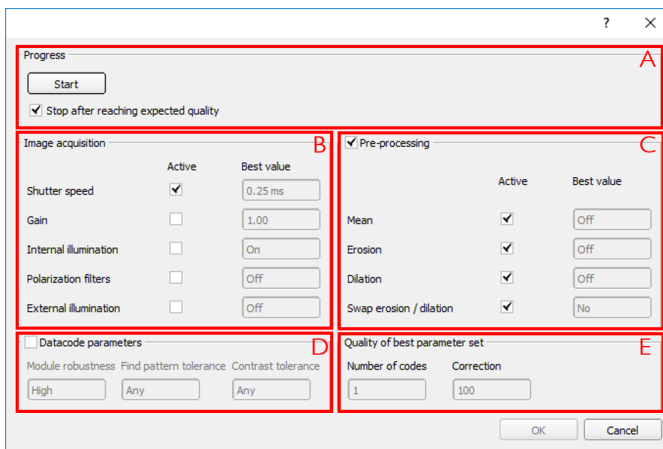 ?
Progress A
Start
Stop after reaching expected quality
Image acquisition B
Active Best value
Shutter speed 0.25 ms
Gain 1.00
Internal illumination On
Polarization filters Off
External illumination Off
Pre-processing C
Active Best value
Mean Off
Erosion Off
Dilation Off
Swap erosion / dilation No
Datacode parameters D
Module robustness Find pattern tolerance Contrast tolerance
High Any Any
Quality of best parameter set E
Number of codes Correction
1 100
OK Cancel